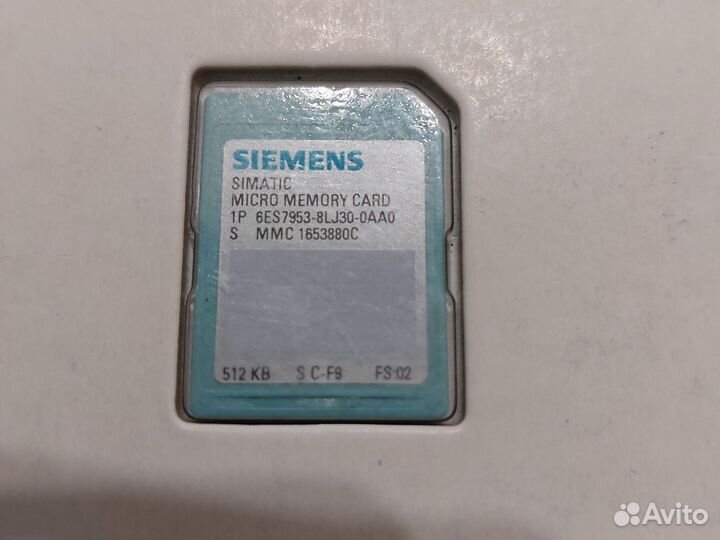 SIEMENS
SIMATIC
MICRO MEMORY CARD
1P 6ES7953-8LJ30-0AA0
S MMC 1653880C
512 KB S C-F9 FS:02
Avito